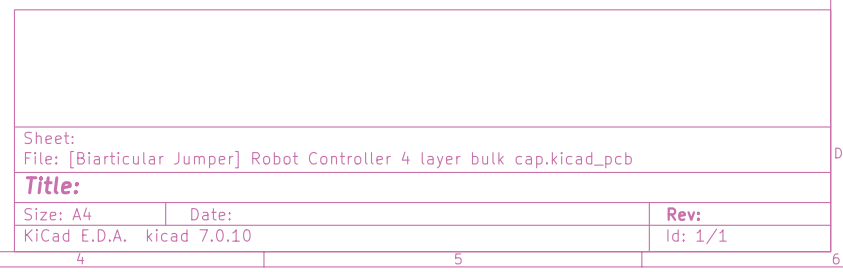 Sheet:
File: [Biarticular Jumper] Robot Controller 4 layer bulk cap.kicad_pcb
D
Title:
Size: A4 Date: Rev:
KiCad E.D.A. kicad 7.0.10 Id: 1/1
4 5 6